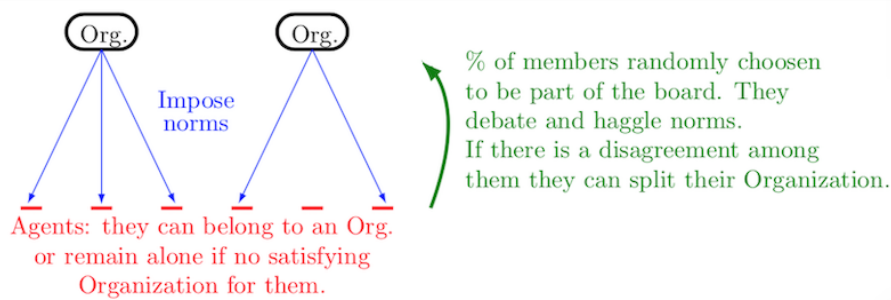 Org.
Org.
Impose
norms
% of members randomly choosen
to be part of the board. They
debate and haggle norms.
If there is a disagreement among
them they can split their Organization.
Agents: they can belong to an Org.
or remain alone if no satisfying
Organization for them.